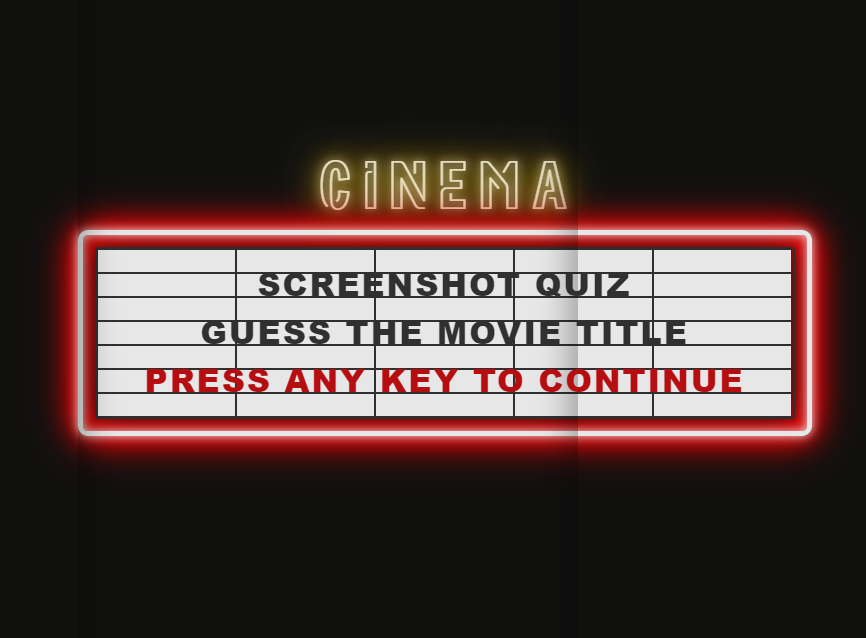 CiNEMA
SCREENSHOT QUIZ
GUESS THE MOVIE TITLE
PRESS ANY KEY TO CONTINUE